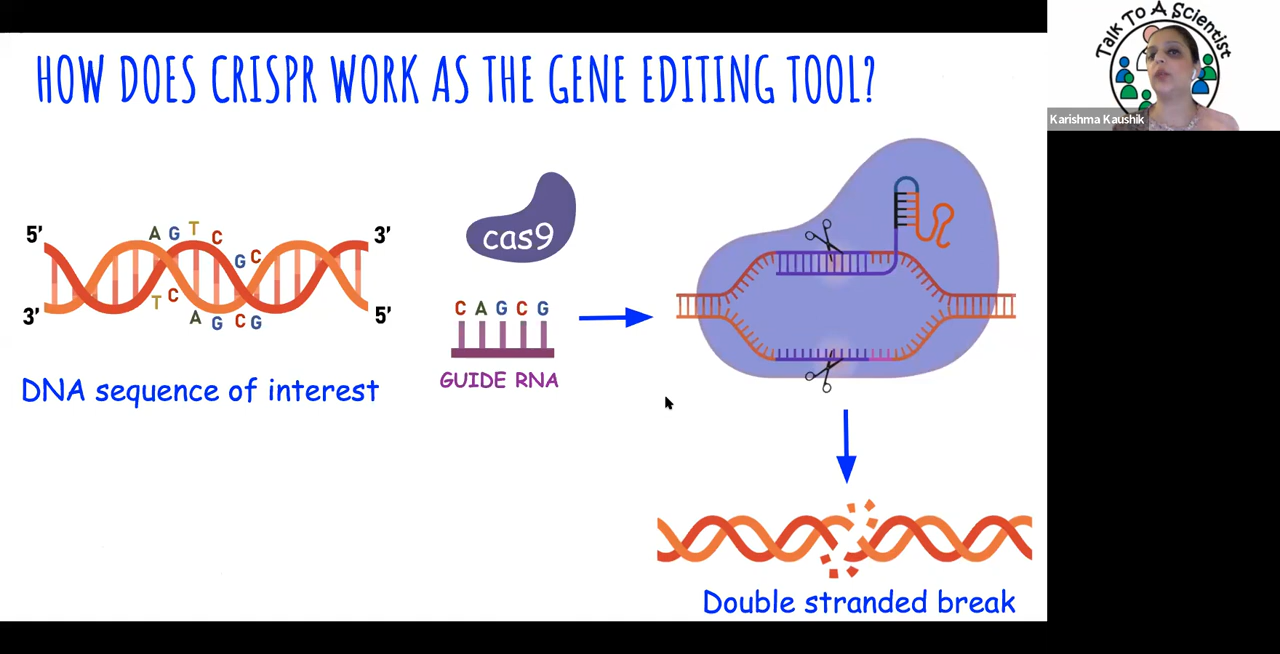 HOW DOES CRISPR WORK AS THE GENE EDITING TOOL?
Talk To A Scientist
Karishma Kaushik
5' A G T C G C 3'
3' T C A G C G 5'
DNA sequence of interest
cas9
C A G C G
GUIDE RNA
Double stranded break